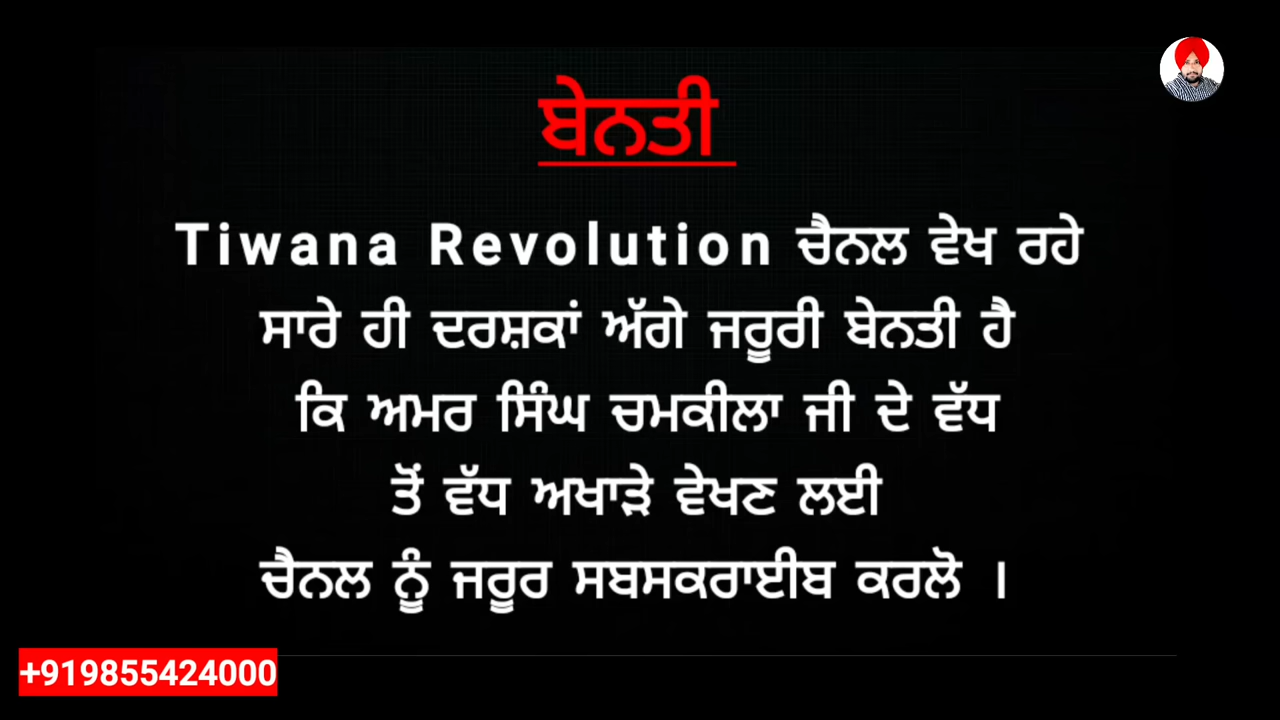 ਬੇਨਤੀ
Tiwana Revolution ਚੈਨਲ ਵੇਖ ਰਹੇ
ਸਾਰੇ ਹੀ ਦਰਸ਼ਕਾਂ ਅੱਗੇ ਜਰੂਰੀ ਬੇਨਤੀ ਹੈ
ਕਿ ਅਮਰ ਸਿੰਘ ਚਮਕੀਲਾ ਜੀ ਦੇ ਵੱਧ
ਤੋਂ ਵੱਧ ਅਖਾੜੇ ਵੇਖਣ ਲਈ
ਚੈਨਲ ਨੂੰ ਜਰੂਰ ਸਬਸਕਰਾਈਬ ਕਰਲੋ ।
+919855424000